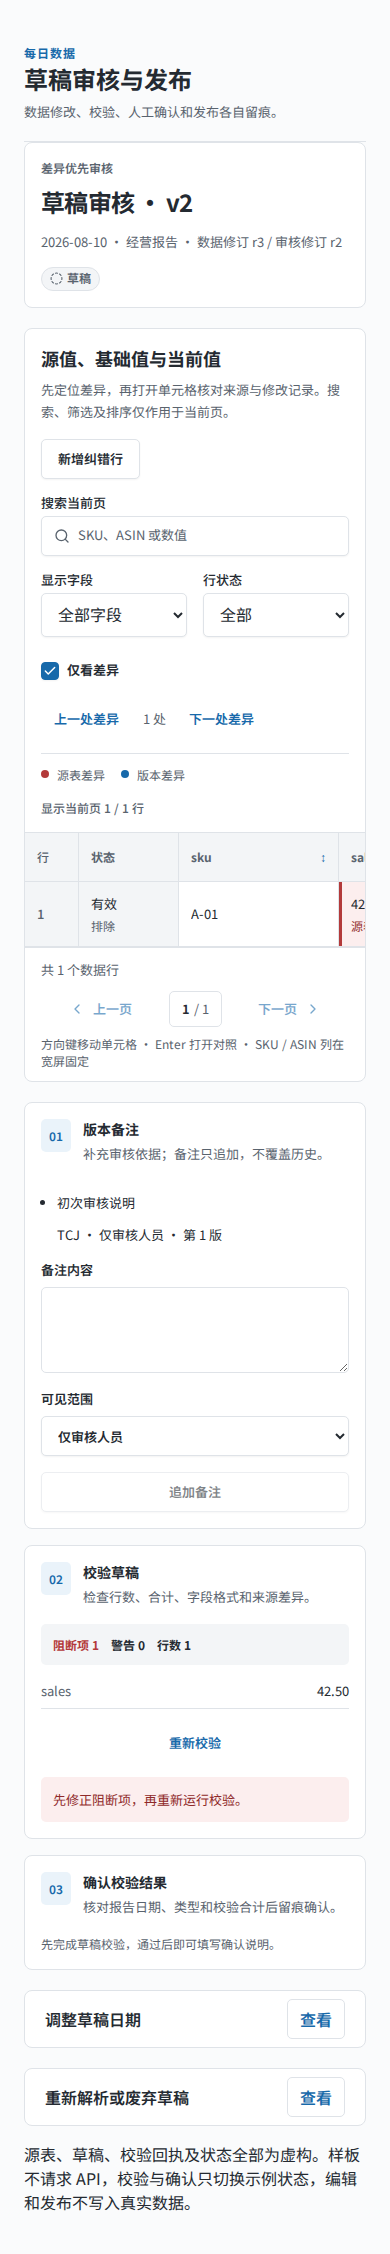 每日数据
草稿审核与发布
数据修改、校验、人工确认和发布各自留痕。
差异优先审核
草稿审核 · v2
2026-08-10 · 经营报告 · 数据修订 r3 / 审核修订 r2
草稿
源值、基础值与当前值
先定位差异，再打开单元格核对来源与修改记录。搜
索、筛选及排序仅作用于当前页。
新增纠错行
搜索当前页
SKU、ASIN 或数值
显示字段 行状态
全部字段 全部
仅看差异
上一处差异 1 处 下一处差异
源表差异 版本差异
显示当前页 1 / 1 行
行 状态 sku ↕ sal
1 有效 A-01 42
排除 源
共 1 个数据行
上一页 1 / 1 下一页
方向键移动单元格 · Enter 打开对照 · SKU / ASIN 列在
宽屏固定
01 版本备注
补充审核依据；备注只追加，不覆盖历史。
初次审核说明
TCJ · 仅审核人员 · 第 1 版
备注内容
可见范围
仅审核人员
追加备注
02 校验草稿
检查行数、合计、字段格式和来源差异。
阻断项 1 警告 0 行数 1
sales 42.50
重新校验
先修正阻断项，再重新运行校验。
03 确认校验结果
核对报告日期、类型和校验合计后留痕确认。
先完成草稿校验，通过后即可填写确认说明。
调整草稿日期 查看
重新解析或废弃草稿 查看
源表、草稿、校验回执及状态全部为虚构。样板
不请求 API，校验与确认只切换示例状态，编辑
和发布不写入真实数据。